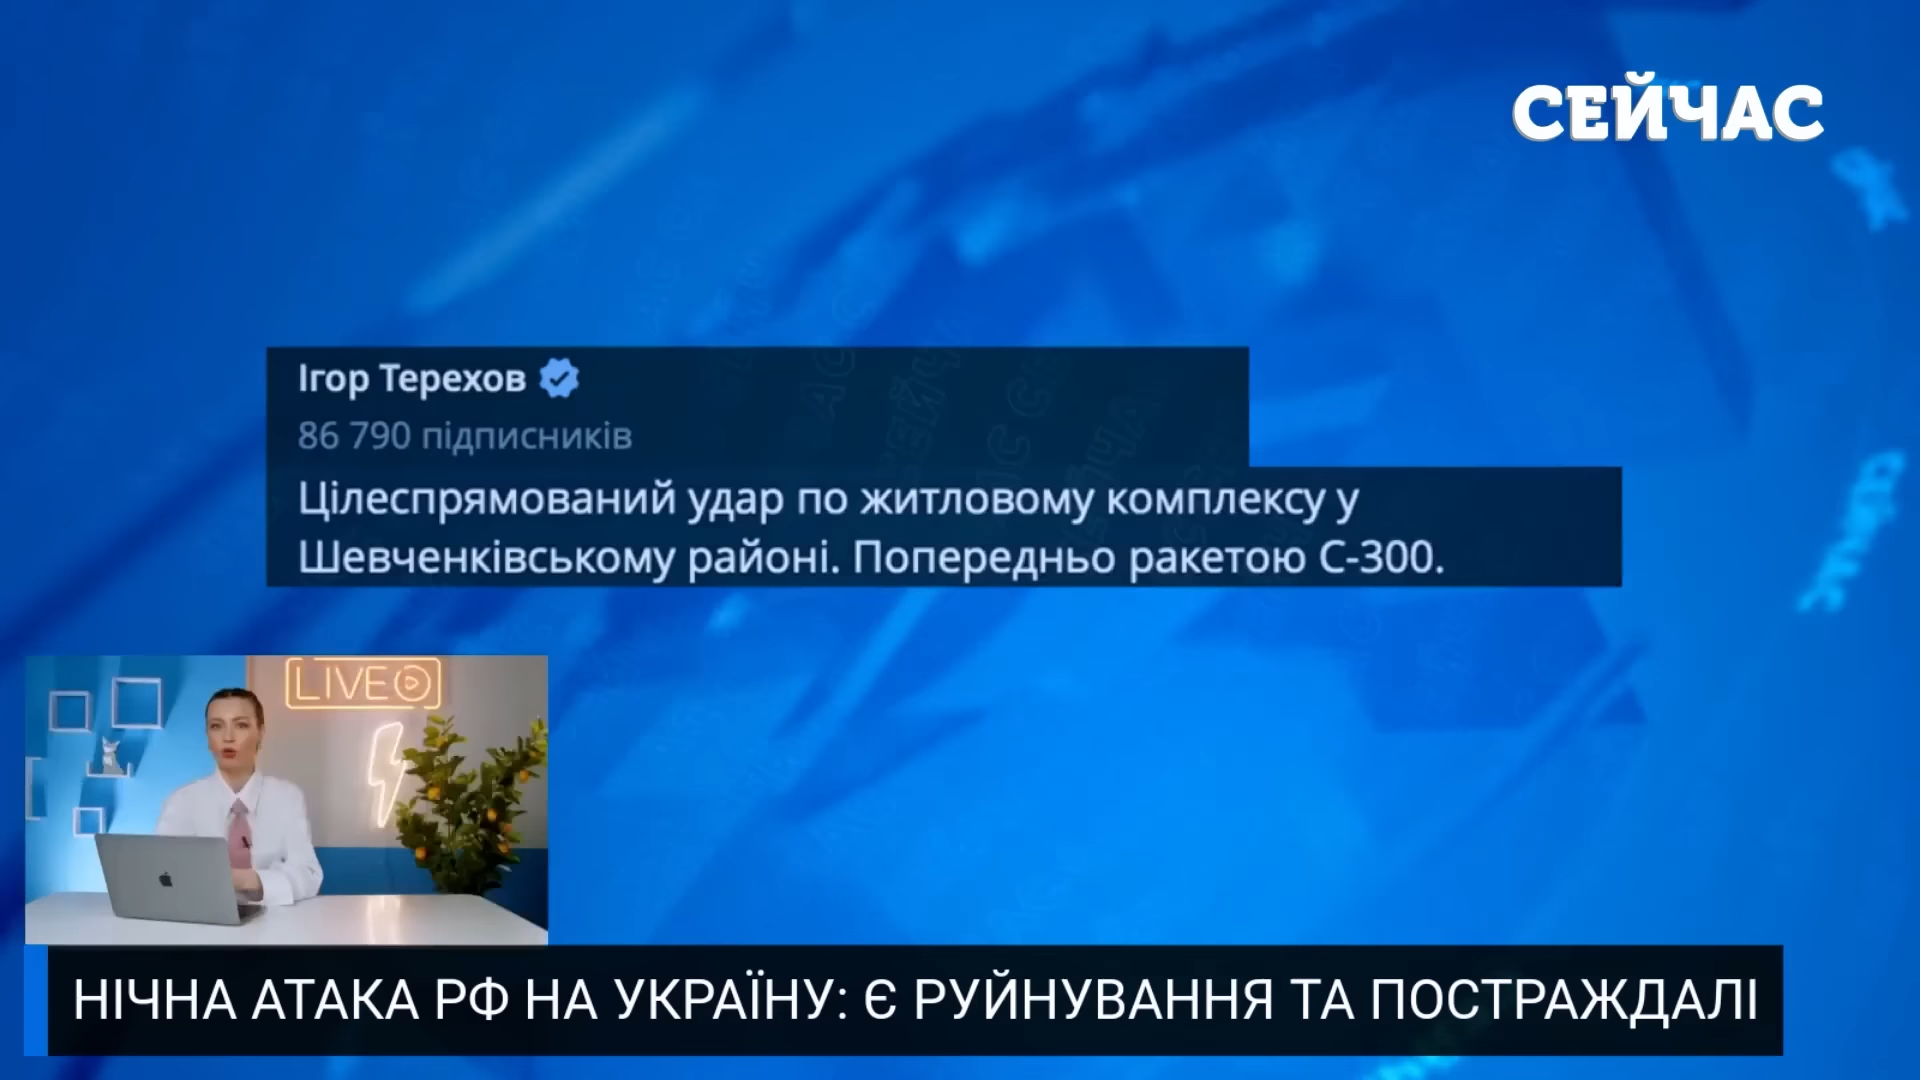 СЕЙЧАС
Ігор Терехов
86 790 підписників
Цілеспрямований удар по житловому комплексу у
Шевченківському районі. Попередньо ракетою С-300.
LIVE
НІЧНА АТАКА РФ НА УКРАЇНУ: Є РУЙНУВАННЯ ТА ПОСТРАЖДАЛІ